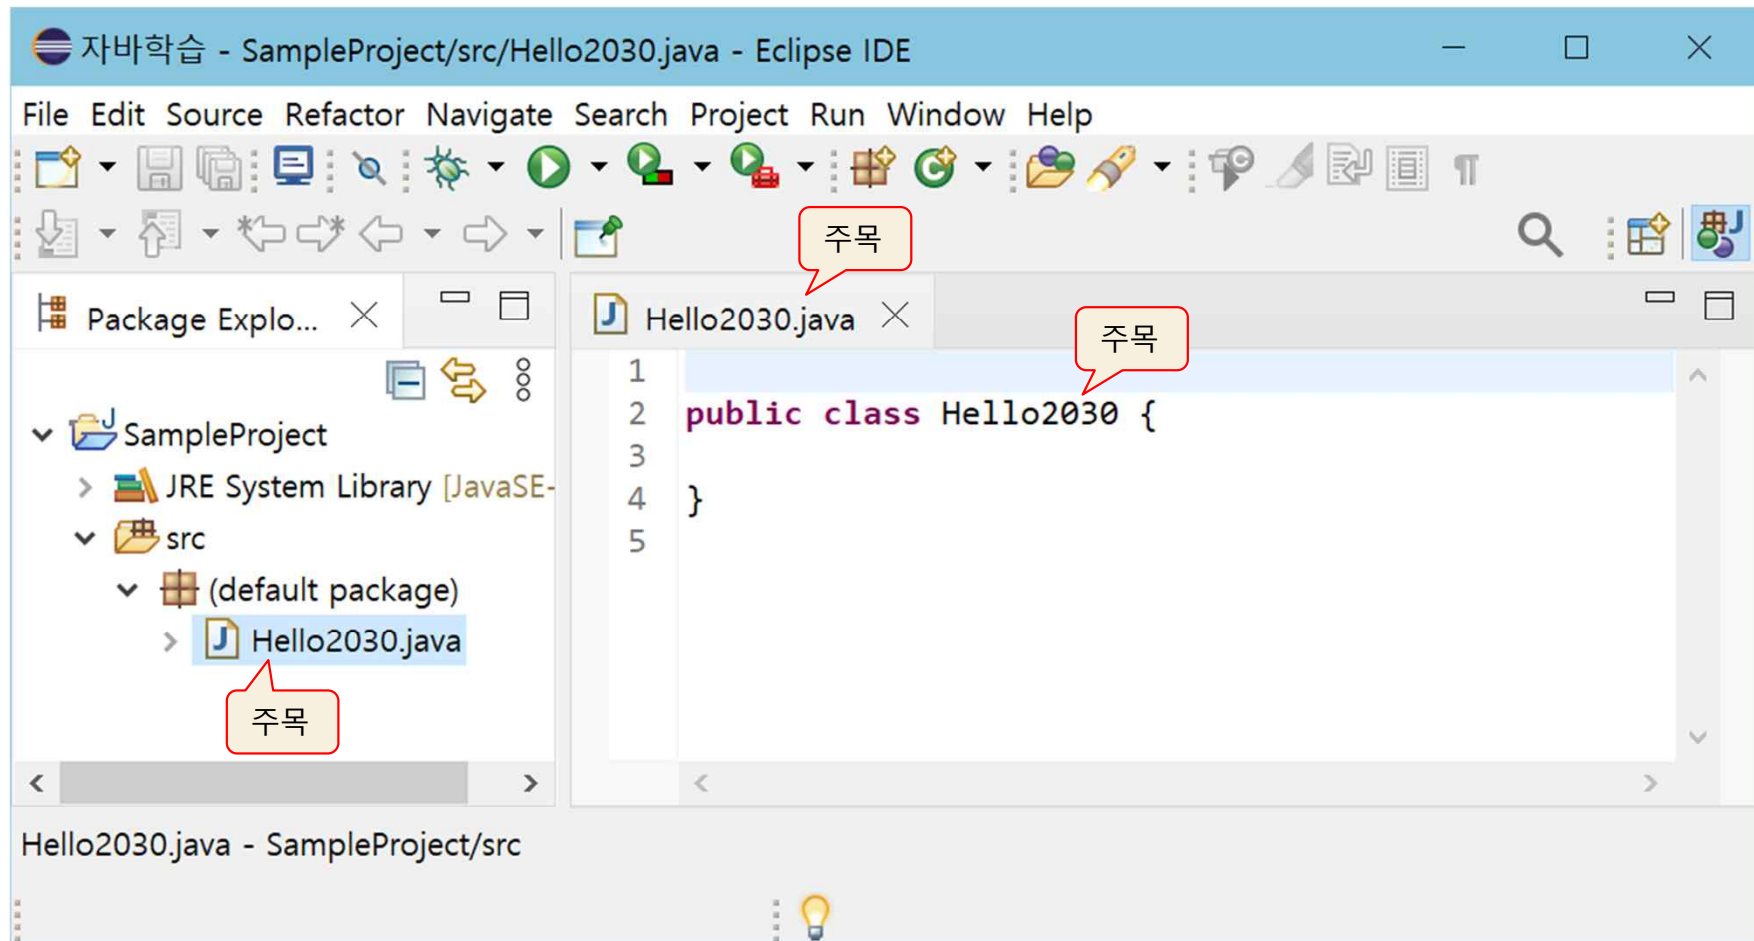 자바학습 - SampleProject/src/Hello2030.java - Eclipse IDE
File Edit Source Refactor Navigate Search Project Run Window Help
주목
Package Explo...
Hello2030.java
주목
1
2 public class Hello2030 {
3
4 }
5
SampleProject
JRE System Library [JavaSE-
src
(default package)
Hello2030.java
주목
Hello2030.java - SampleProject/src